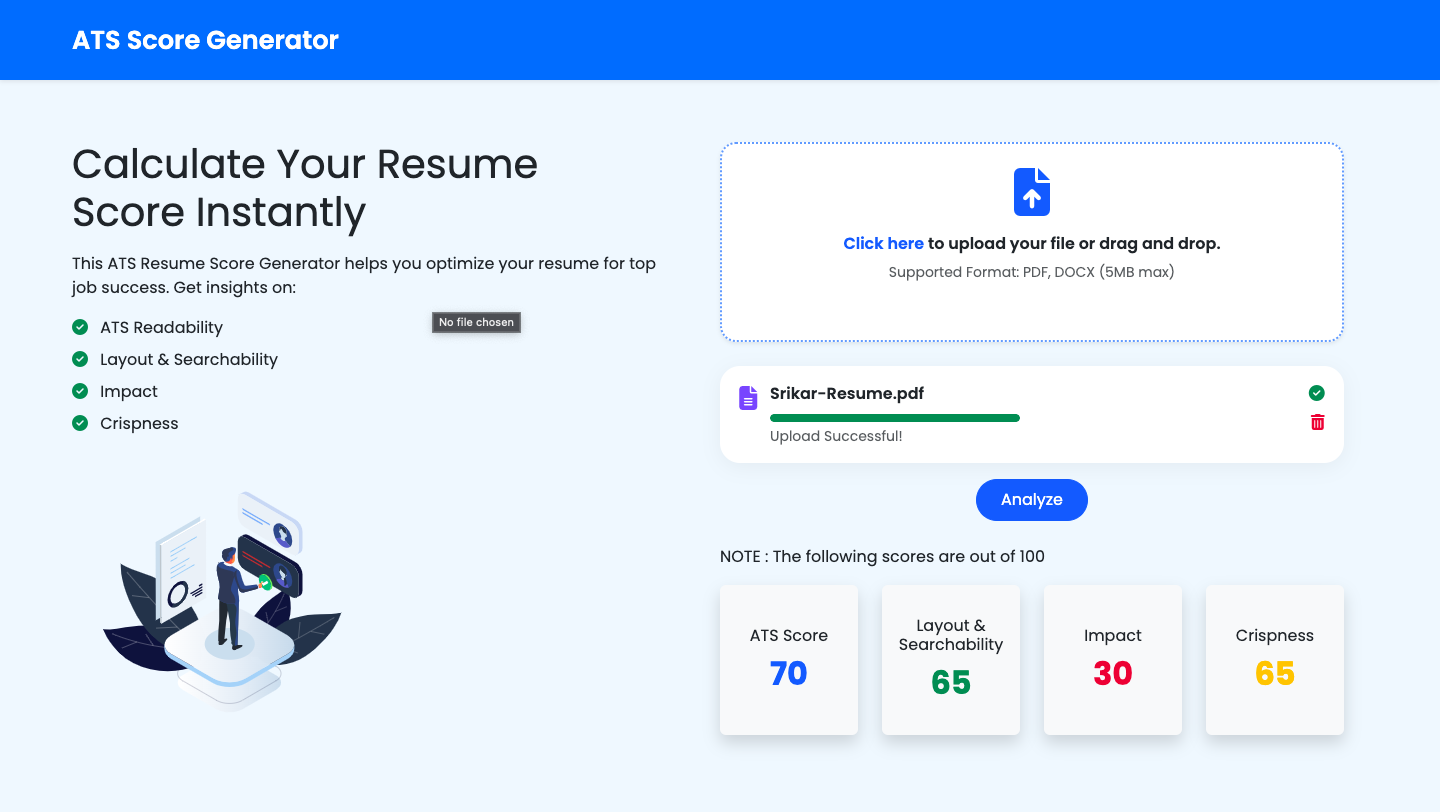 ATS Score Generator
Calculate Your Resume
Score Instantly
This ATS Resume Score Generator helps you optimize your resume for top
job success. Get insights on:
ATS Readability
Layout & Searchability
Impact
Crispness
No file chosen
Click here to upload your file or drag and drop.
Supported Format: PDF, DOCX (5MB max)
Srikar-Resume.pdf
Upload Successful!
Analyze
NOTE : The following scores are out of 100
ATS Score
70
Layout &
Searchability
65
Impact
30
Crispness
65